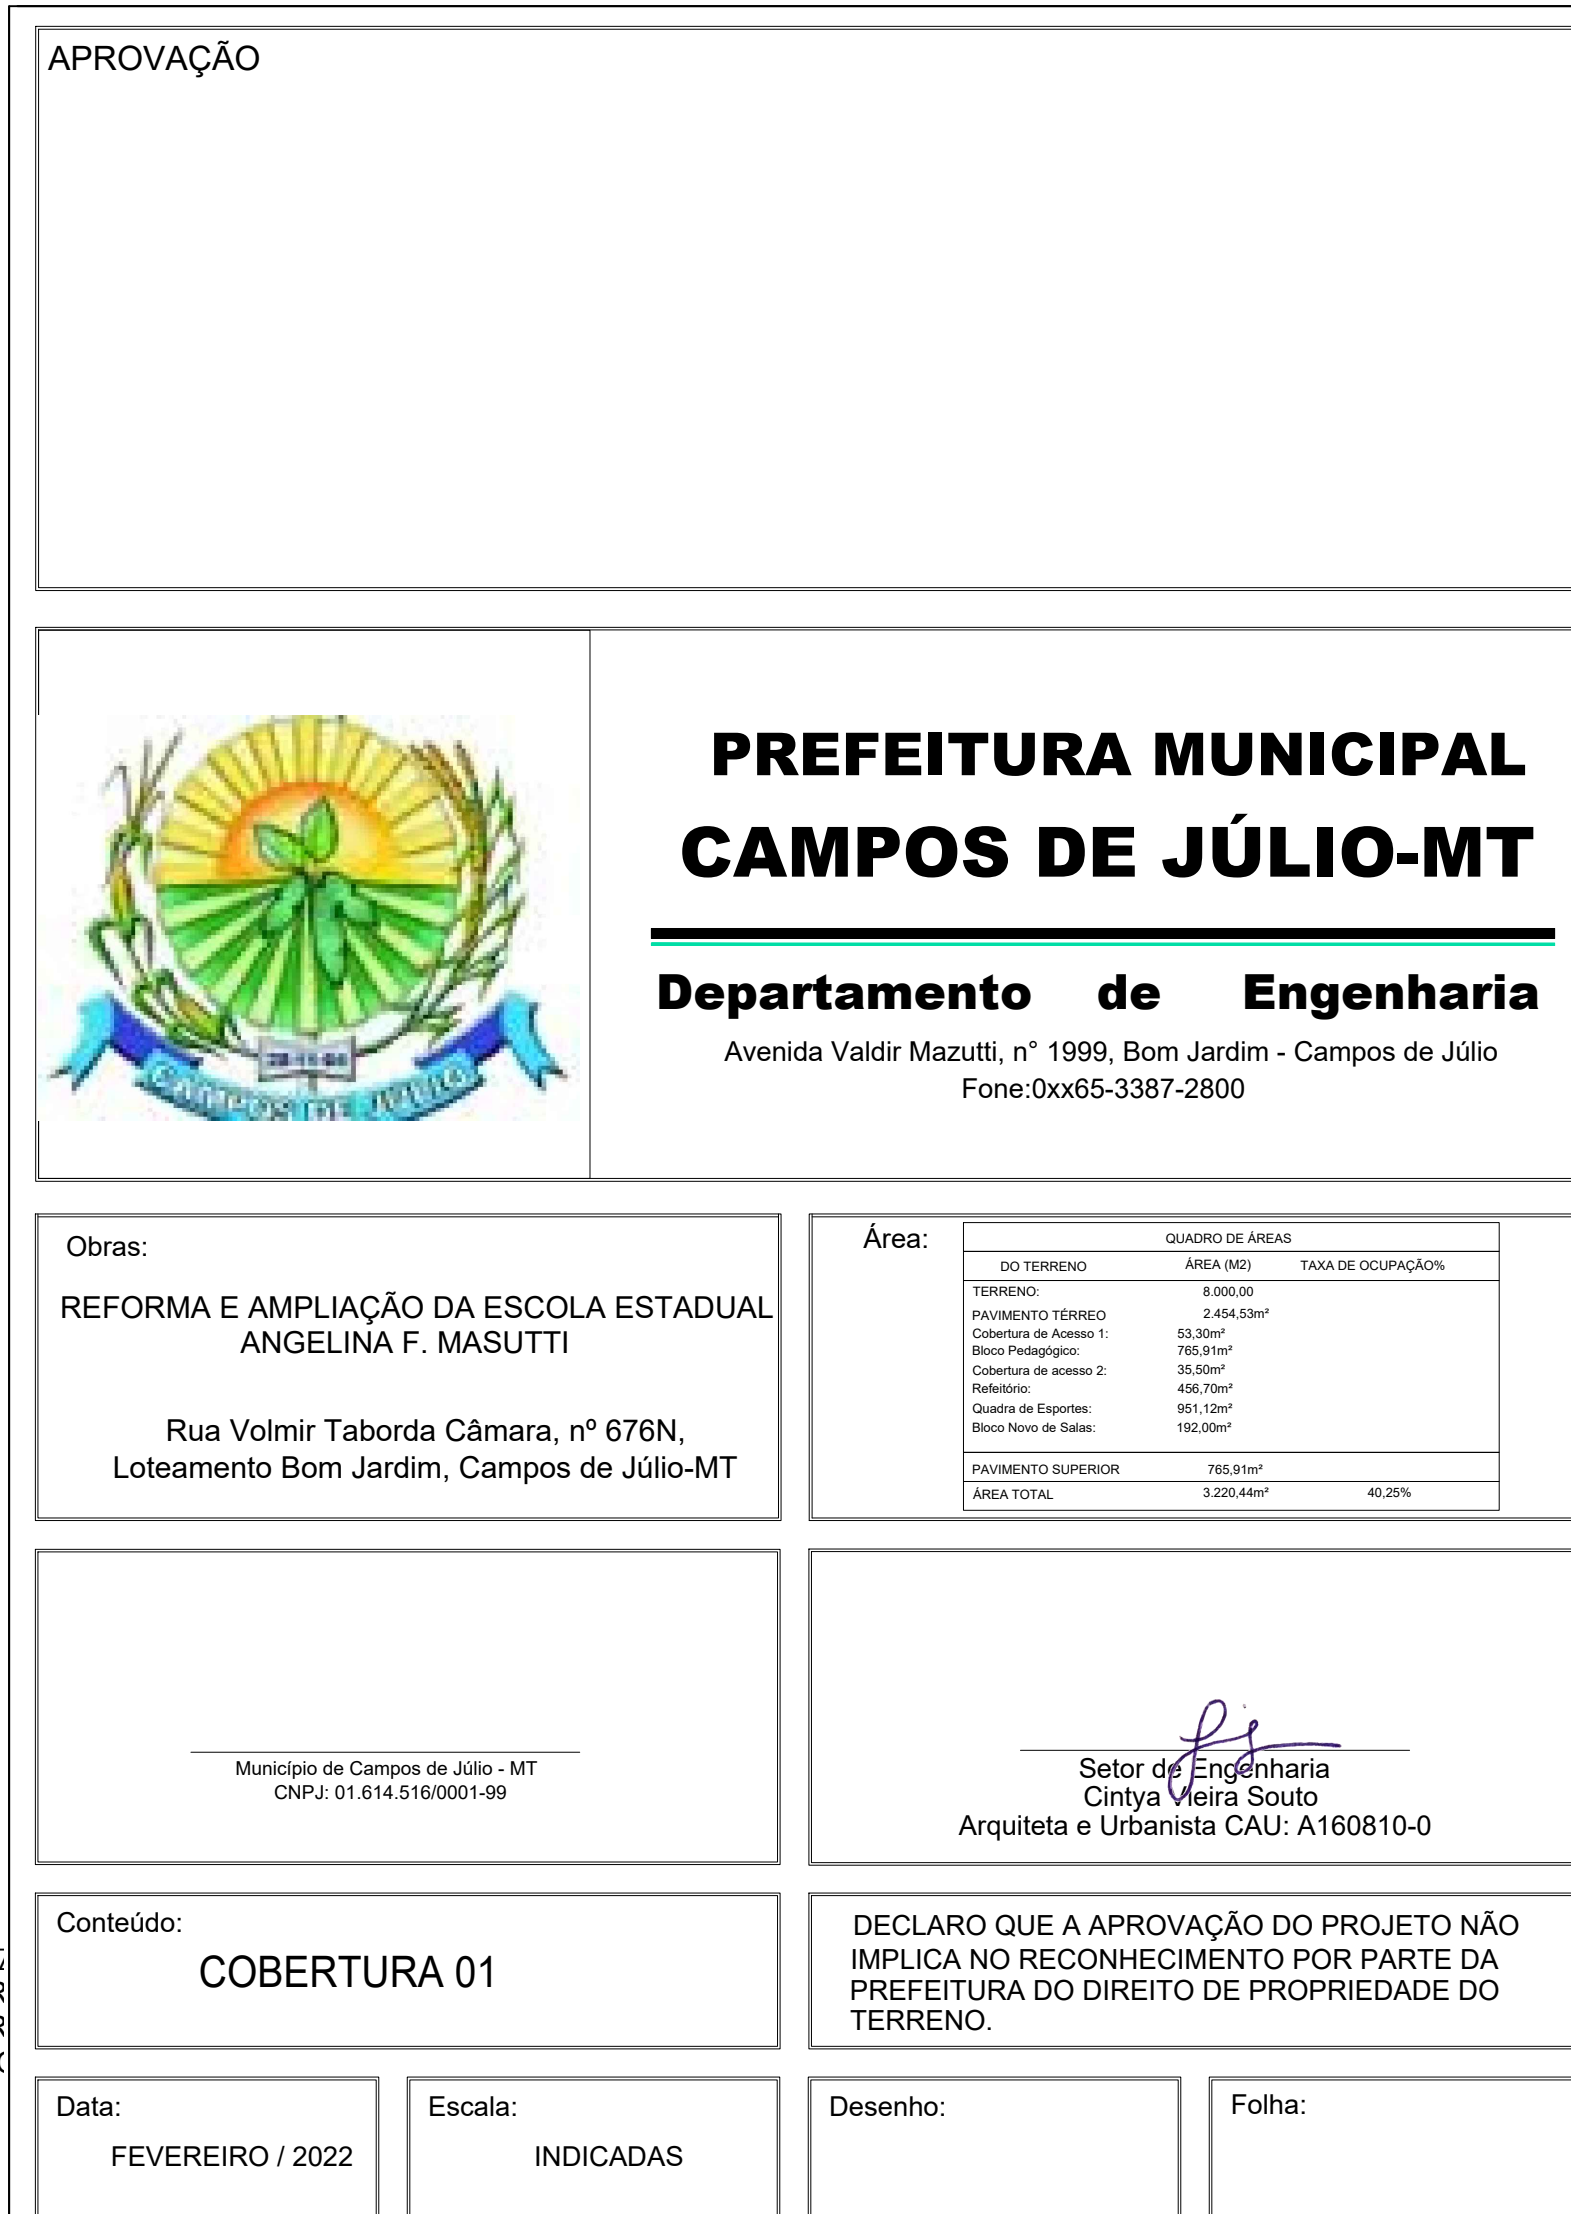 APROVAÇÃO
PREFEITURA MUNICIPAL
CAMPOS DE JÚLIO-MT
Departamento de Engenharia
Avenida Valdir Mazutti, n° 1999, Bom Jardim - Campos de Júlio
Fone:0xx65-3387-2800
Obras:
REFORMA E AMPLIAÇÃO DA ESCOLA ESTADUAL
ANGELINA F. MASUTTI
Rua Volmir Taborda Câmara, nº 676N,
Loteamento Bom Jardim, Campos de Júlio-MT
Área:
QUADRO DE ÁREAS
DO TERRENO ÁREA (M2) TAXA DE OCUPAÇÃO%
TERRENO: 8.000,00
PAVIMENTO TÉRREO 2.454,53m²
Cobertura de Acesso 1: 53,30m²
Bloco Pedagógico: 765,91m²
Cobertura de acesso 2: 35,50m²
Refeitório: 456,70m²
Quadra de Esportes: 951,12m²
Bloco Novo de Salas: 192,00m²
PAVIMENTO SUPERIOR 765,91m²
ÁREA TOTAL 3.220,44m² 40,25%
Município de Campos de Júlio - MT
CNPJ: 01.614.516/0001-99
Setor de Engenharia
Cintya Vieira Souto
Arquiteta e Urbanista CAU: A160810-0
Conteúdo:
COBERTURA 01
DECLARO QUE A APROVAÇÃO DO PROJETO NÃO
IMPLICA NO RECONHECIMENTO POR PARTE DA
PREFEITURA DO DIREITO DE PROPRIEDADE DO
TERRENO.
Data:
FEVEREIRO / 2022
Escala:
INDICADAS
Desenho:
Folha: